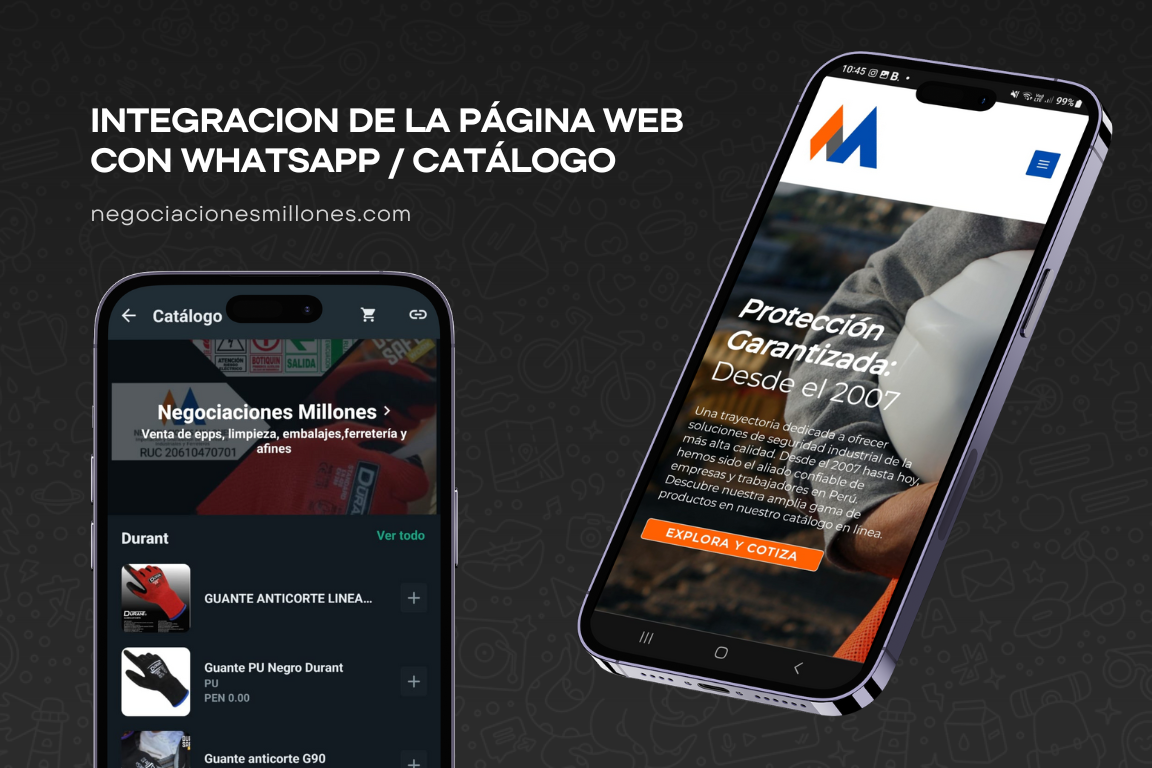 INTEGRACION DE LA PÁGINA WEB
CON WHATSAPP / CATÁLOGO
negociacionesmillones.com
Catálogo
ATENCIÓN
BOTIQUIN
SALIDA
Negociaciones Millones
Venta de epps, limpieza, embalajes,ferretería y
afines
RUC 20610470701
DURAN
Durant
Ver todo
GUANTE ANTICORTE LINEA...
Guante PU Negro Durant
PU
PEN 0.00
Guante anticorte G90
10:45
B.
99%
Protección
Garantizada:
Desde el 2007
Una trayectoria dedicada a ofrecer
soluciones de seguridad industrial de la
más alta calidad. Desde el 2007 hasta hoy,
hemos sido el aliado confiable de
empresas y trabajadores en Perú.
Descubre nuestra amplia gama de
productos en nuestro catálogo en línea.
EXPLORA Y COTIZA